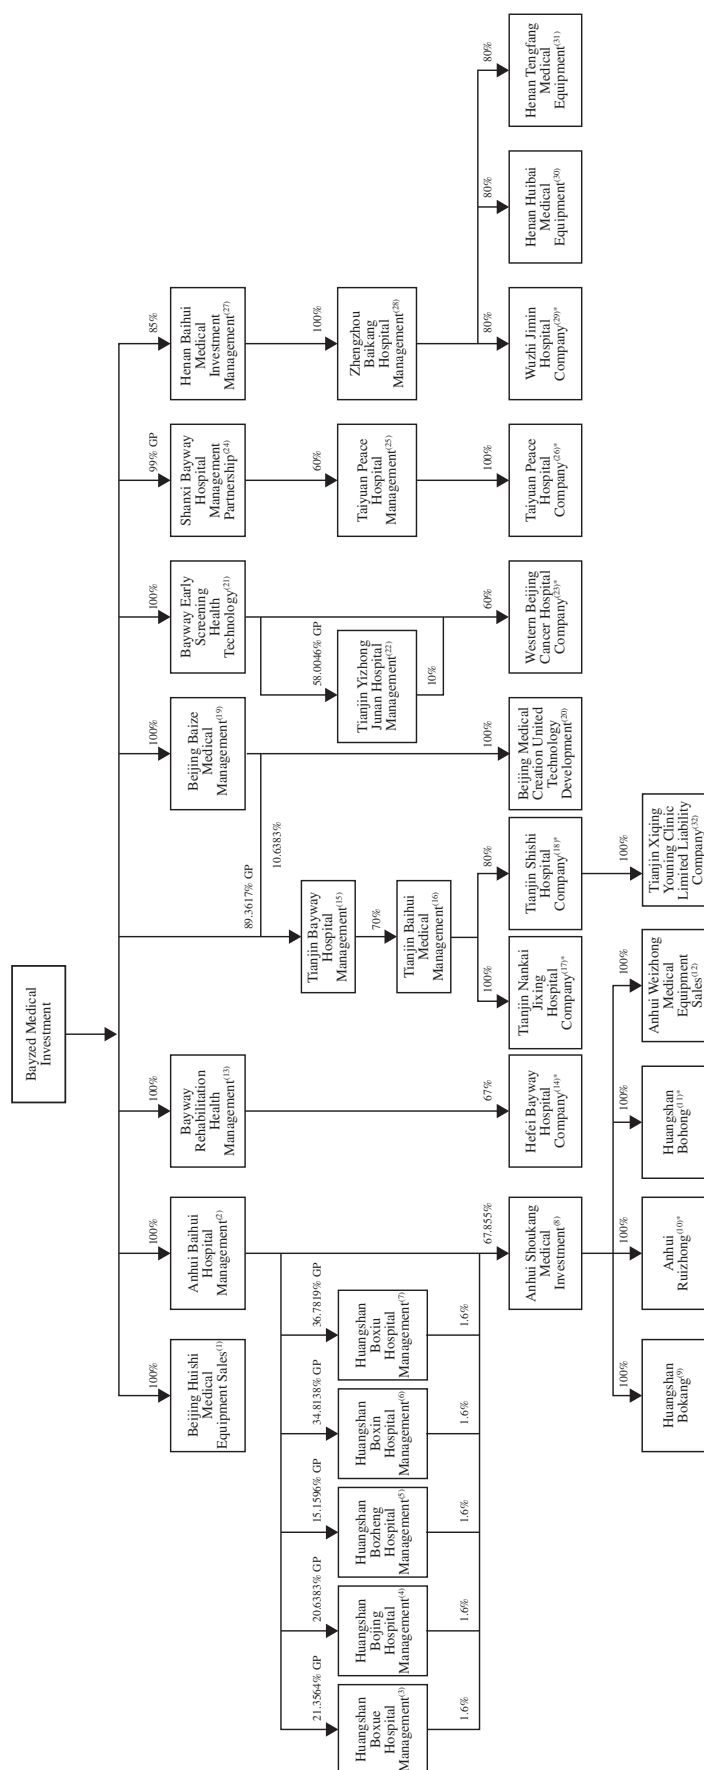 Bayzed Medical
Investment
100%
100%
100%
89.3617% GP
100%
100%
99% GP
85%
Beijing Huishi
Medical
Equipment Sales(1)
Anhui Baihui
Hospital
Management(2)
Bayway
Rehabilitation
Health
Management(13)
Beijing Baize
Medical
Management(19)
Bayway Early
Screening
Health
Technology(21)
Shanxi Bayway
Hospital
Management
Partnership(24)
Henan Baihui
Medical
Investment
Management(27)
10.6383%
21.3564% GP
20.6383% GP
15.1596% GP
34.8138% GP
36.7819% GP
58.0046% GP
60%
100%
Huangshan
Boxue
Hospital
Management(3)
Huangshan
Bojing
Hospital
Management(4)
Huangshan
Bozheng
Hospital
Management(5)
Huangshan
Boxin
Hospital
Management(6)
Huangshan
Boxiu
Hospital
Management(7)
Tianjin Bayway
Hospital
Management(15)
70%
Tianjin Baihui
Medical
Management(16)
Tianjin Yizhong
Junan Hospital
Management(22)
Taiyuan Peace
Hospital
Management(25)
Zhengzhou
Baikang
Hospital
Management(28)
1.6%
1.6%
1.6%
1.6%
1.6%
67.855%
67%
100%
80%
100%
10%
60%
100%
80%
80%
80%
Anhui Shoukang
Medical
Investment(8)
Hefei Bayway
Hospital
Company(14)*
Tianjin Nankai
Jixing
Hospital
Company(17)*
Tianjin Shishi
Hospital
Company(18)*
Beijing Medical
Creation United
Technology
Development(20)
Western Beijing
Cancer Hospital
Company(23)*
Taiyuan Peace
Hospital
Company(26)*
Wuzhi Jimin
Hospital
Company(29)*
Henan Huibai
Medical
Equipment(30)
Henan Tengfang
Medical
Equipment(31)
100%
100%
100%
100%
100%
Huangshan
Bokang(9)
Anhui
Ruizhong(10)*
Huangshan
Bohong(11)*
Anhui Weizhong
Medical
Equipment
Sales(12)
Tianjin Xiqing
Youning Clinic
Limited Liability
Company(32)